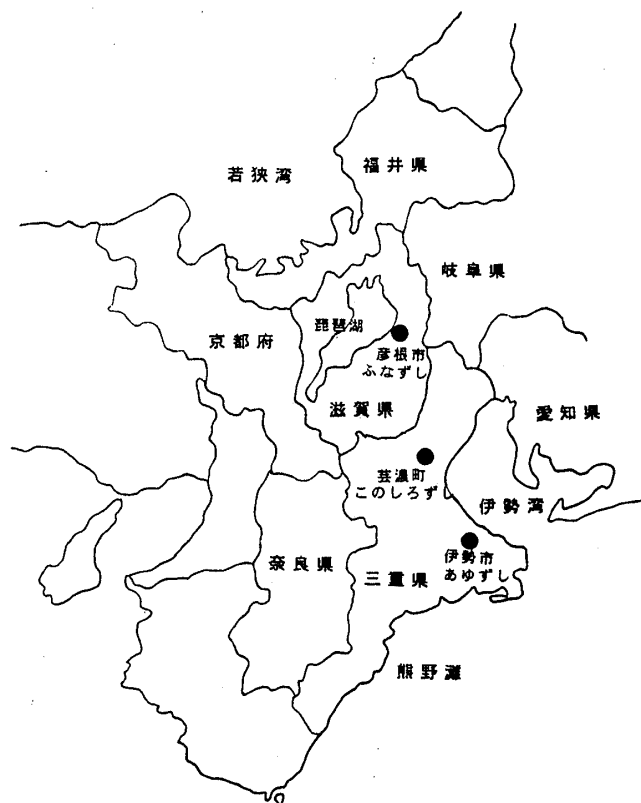 福井県
若狭湾
岐阜県
琵琶湖
京都府
彦根市
ふなずし
滋賀県
愛知県
芸濃町
このしろずし
伊勢湾
伊勢市
あゆずし
奈良県
三重県
熊野灘